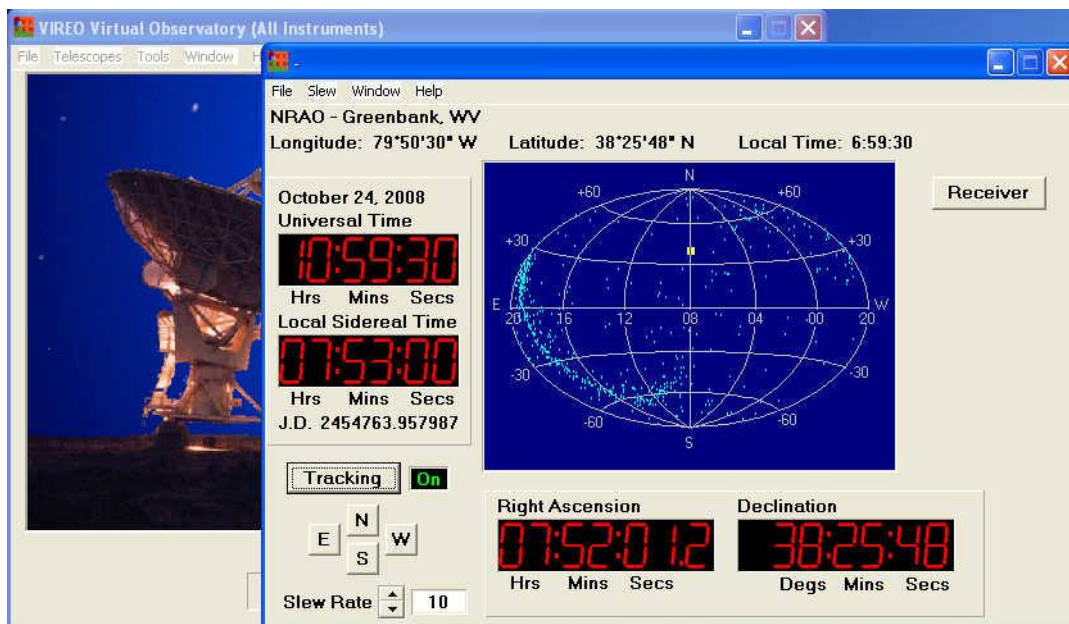 VIREO Virtual Observatory (All Instruments)
File Telescopes Tools Window H
-
File Slew Window Help
NRAO - Greenbank, WV
Longitude: 79°50'30" W Latitude: 38°25'48" N Local Time: 6:59:30
October 24, 2008
Universal Time
10:59:30
Hrs Mins Secs
Local Sidereal Time
07:53:00
Hrs Mins Secs
J.D. 2454763.957987
N
+60 +60
+30 +30
E W
20 16 12 08 04 -00 20
-30 -30
-60 -60
S
Receiver
Tracking On
N
E W
S
Slew Rate 10
Right Ascension
07:52:01.2
Hrs Mins Secs
Declination
38:25:48
Degs Mins Secs